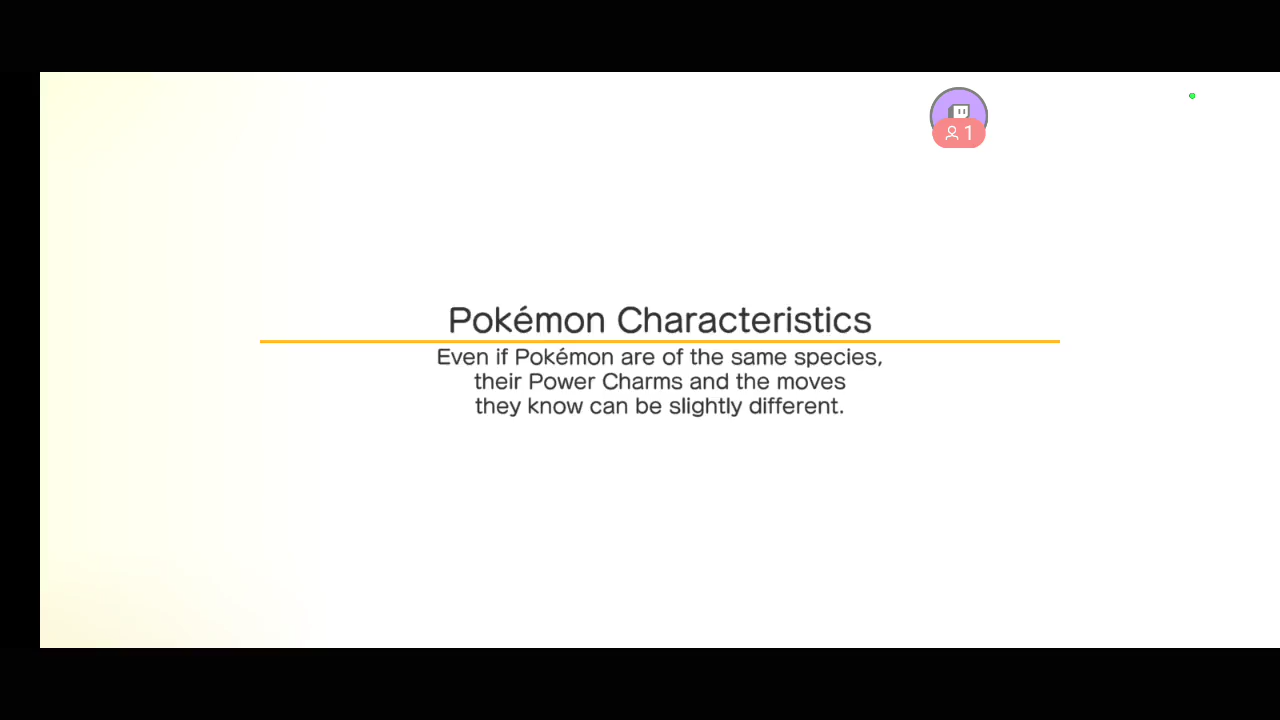 1
Pokémon Characteristics
Even if Pokémon are of the same species,
their Power Charms and the moves
they know can be slightly different.